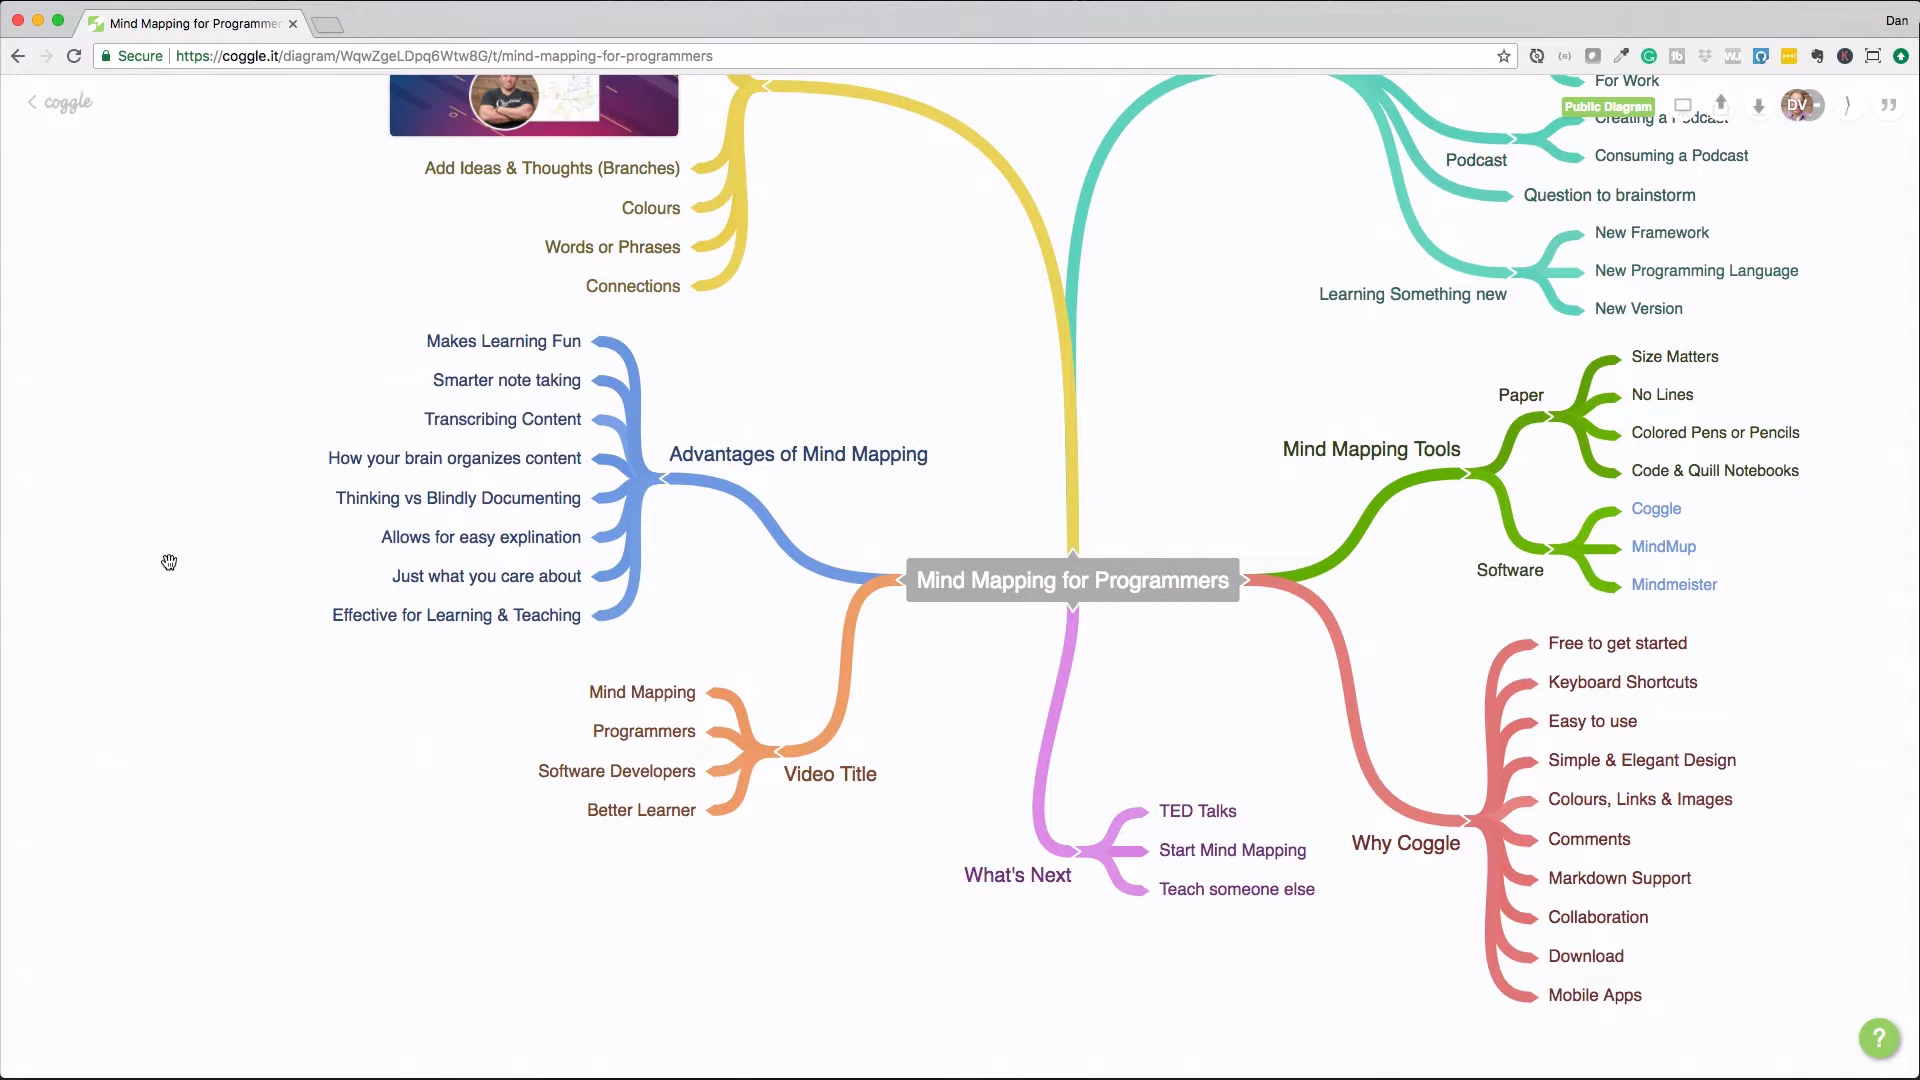 Mind Mapping for Programmer
Dan
Secure
https://coggle.it/diagram/WqwZgeLDpq6Wtw8G/t/mind-mapping-for-programmers
coggle
Public Diagram
DV
Add Ideas & Thoughts (Branches)
Colours
Words or Phrases
Connections
Makes Learning Fun
Smarter note taking
Transcribing Content
How your brain organizes content
Thinking vs Blindly Documenting
Allows for easy explination
Just what you care about
Effective for Learning & Teaching
Advantages of Mind Mapping
Mind Mapping
Programmers
Software Developers
Better Learner
Video Title
Mind Mapping for Programmers
For Work
Creating a Podcast
Consuming a Podcast
Podcast
Question to brainstorm
New Framework
New Programming Language
New Version
Learning Something new
Mind Mapping Tools
Paper
Size Matters
No Lines
Colored Pens or Pencils
Code & Quill Notebooks
Software
Coggle
MindMup
Mindmeister
Why Coggle
Free to get started
Keyboard Shortcuts
Easy to use
Simple & Elegant Design
Colours, Links & Images
Comments
Markdown Support
Collaboration
Download
Mobile Apps
What's Next
TED Talks
Start Mind Mapping
Teach someone else
?